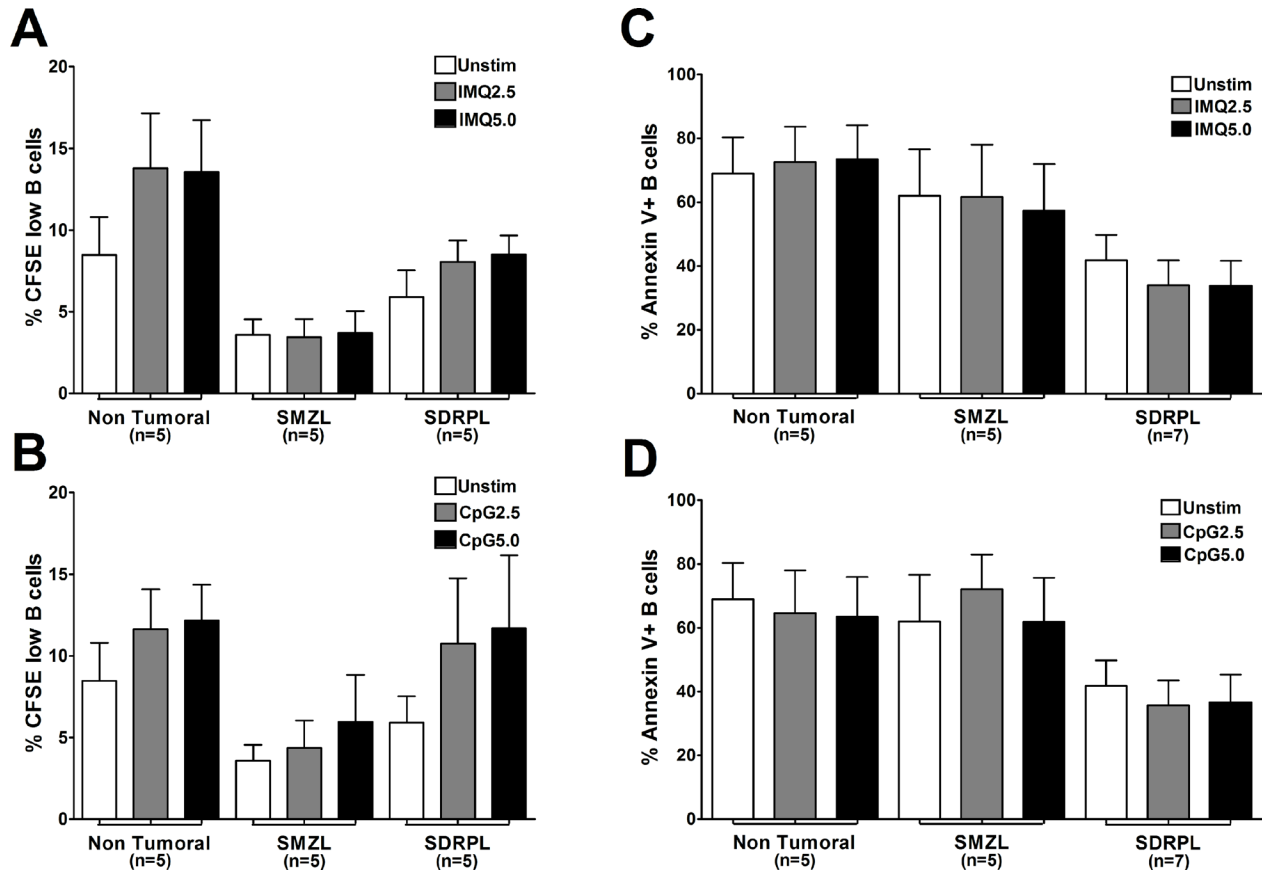 A
% CFSE low B cells
20
15
10
5
0
Unstim
IMQ2.5
IMQ5.0
Non Tumoral
(n=5)
SMZL
(n=5)
SDRPL
(n=5)
C
% Annexin V+ B cells
100
80
60
40
20
0
Unstim
IMQ2.5
IMQ5.0
Non Tumoral
(n=5)
SMZL
(n=5)
SDRPL
(n=7)
B
% CFSE low B cells
20
15
10
5
0
Unstim
CpG2.5
CpG5.0
Non Tumoral
(n=5)
SMZL
(n=5)
SDRPL
(n=5)
D
% Annexin V+ B cells
100
80
60
40
20
0
Unstim
CpG2.5
CpG5.0
Non Tumoral
(n=5)
SMZL
(n=5)
SDRPL
(n=7)